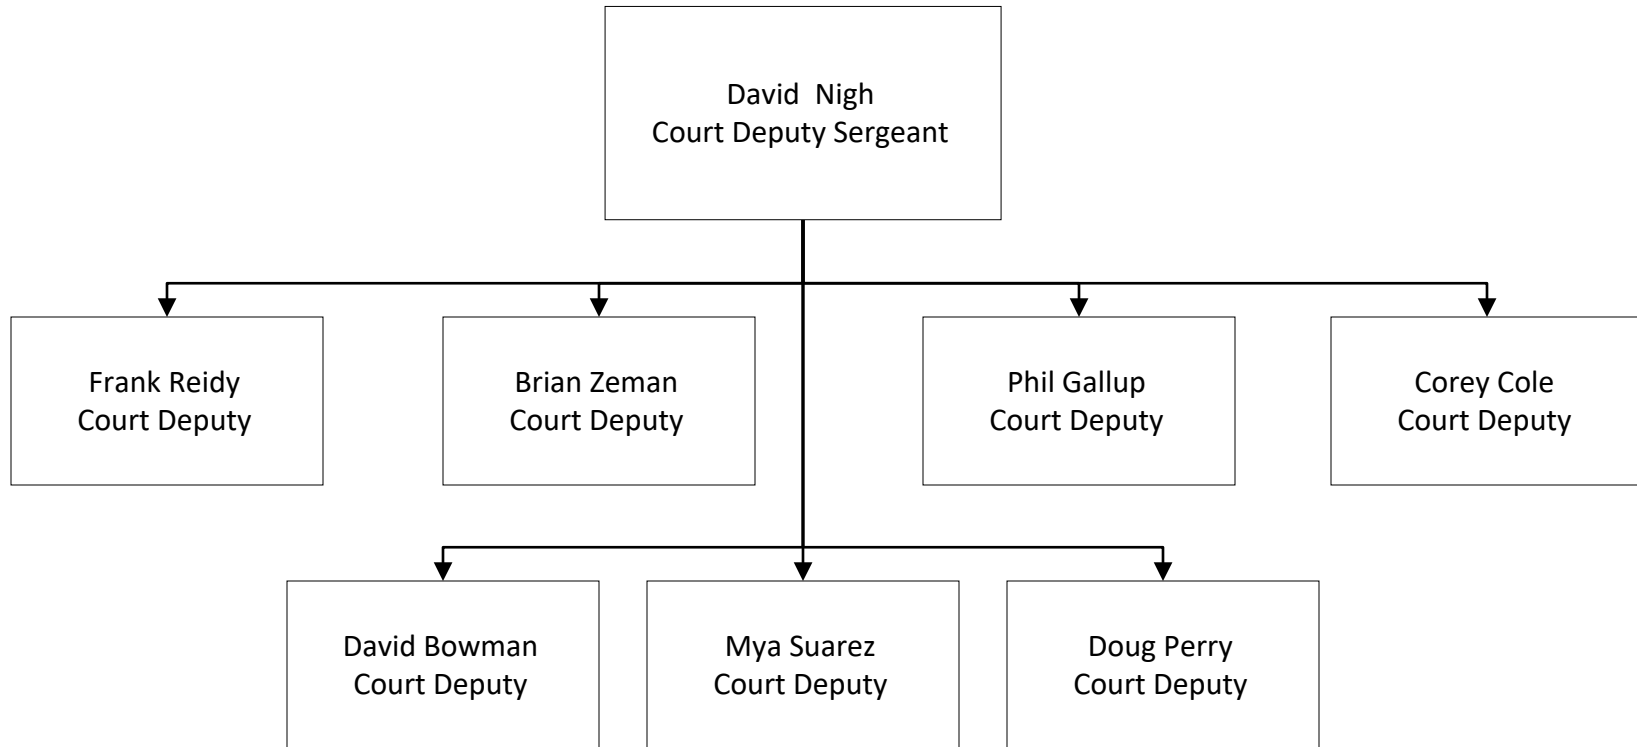 David  Nigh
Court Deputy Sergeant
Frank Reidy
Court Deputy
Brian Zeman
Court Deputy
Phil Gallup
Court Deputy
Corey Cole
Court Deputy
David Bowman
Court Deputy
Mya Suarez
Court Deputy
Doug Perry
Court Deputy